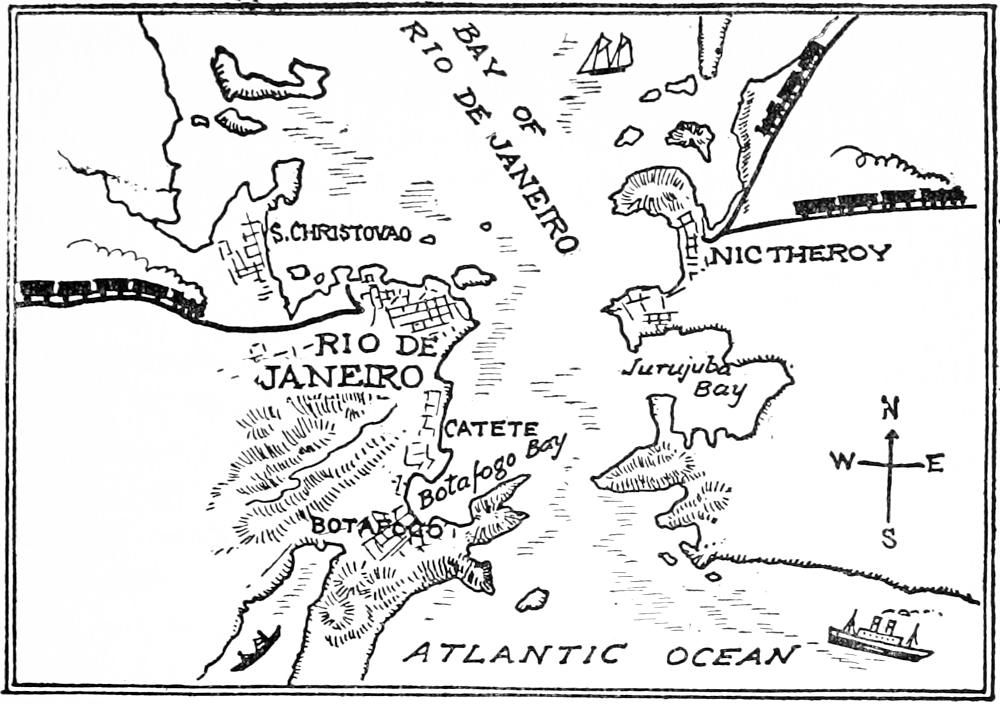 BAY OF
RIO DE JANEIRO
S. CHRISTOVAO
NICTHEROY
RIO DE
JANEIRO
Jurujuba
Bay
CATETE
Botafogo Bay
BOTAFOGO
N
W E
S
ATLANTIC OCEAN